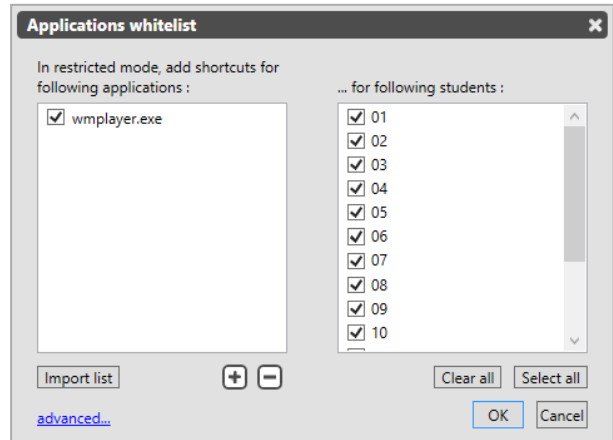 Applications whitelist
In restricted mode, add shortcuts for
following applications :
wmplayer.exe
... for following students :
01
02
03
04
05
06
07
08
09
10
Import list
Clear all
Select all
advanced...
OK
Cancel